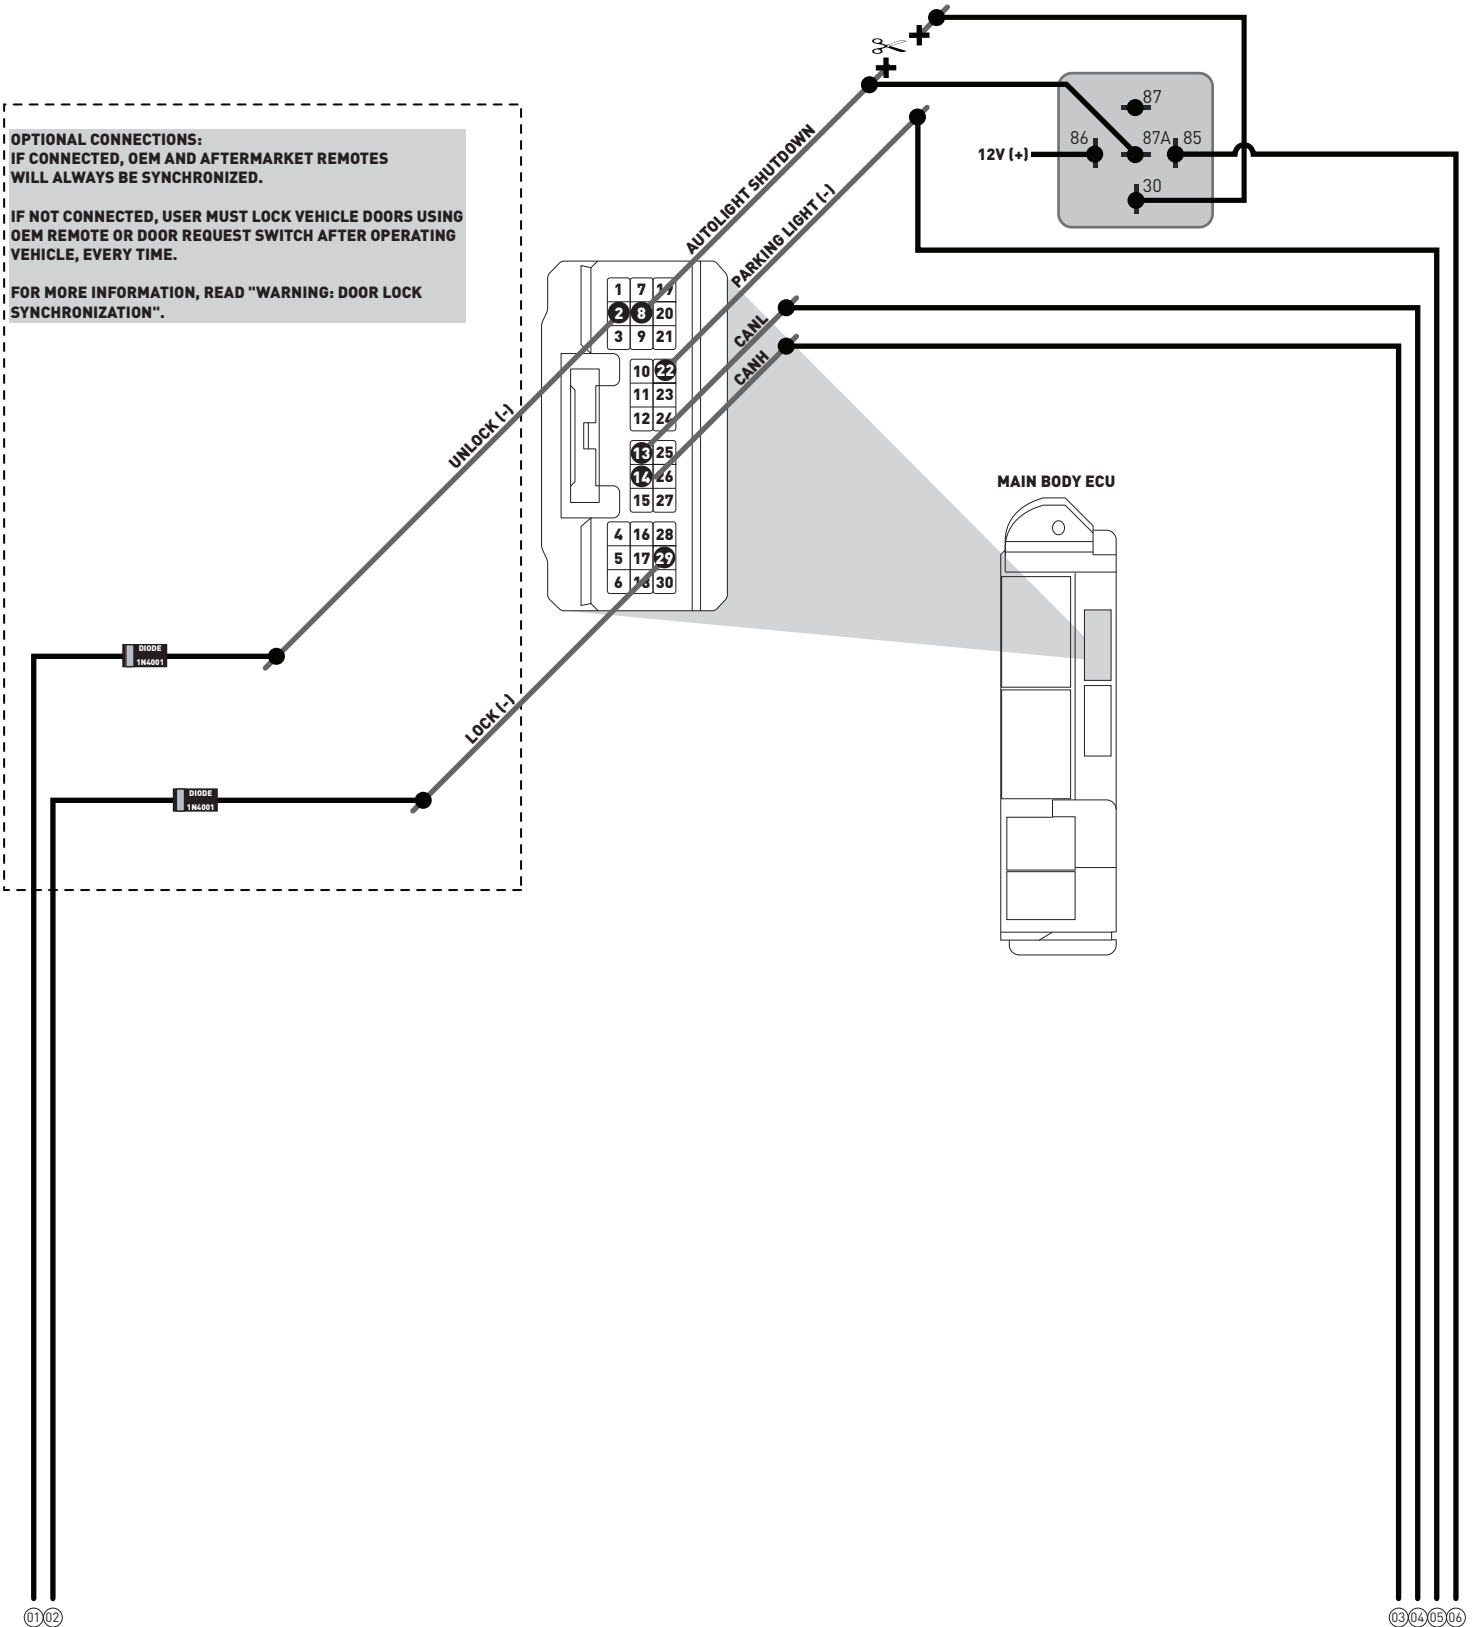 87
86
87A
85
12V (+)
30
OPTIONAL CONNECTIONS:
IF CONNECTED, OEM AND AFTERMARKET REMOTES
WILL ALWAYS BE SYNCHRONIZED.
IF NOT CONNECTED, USER MUST LOCK VEHICLE DOORS USING
OEM REMOTE OR DOOR REQUEST SWITCH AFTER OPERATING
VEHICLE, EVERY TIME.
FOR MORE INFORMATION, READ "WARNING: DOOR LOCK
SYNCHRONIZATION".
AUTOLIGHT SHUTDOWN
PARKING LIGHT (-)
CANL
CANH
UNLOCK (-)
LOCK (-)
1 7 19
2 8 20
3 9 21
10 22
11 23
12 24
13 25
14 26
15 27
4 16 28
5 17 29
6 18 30
MAIN BODY ECU
DIODE
1N4001
DIODE
1N4001
01 02
03 04 05 06